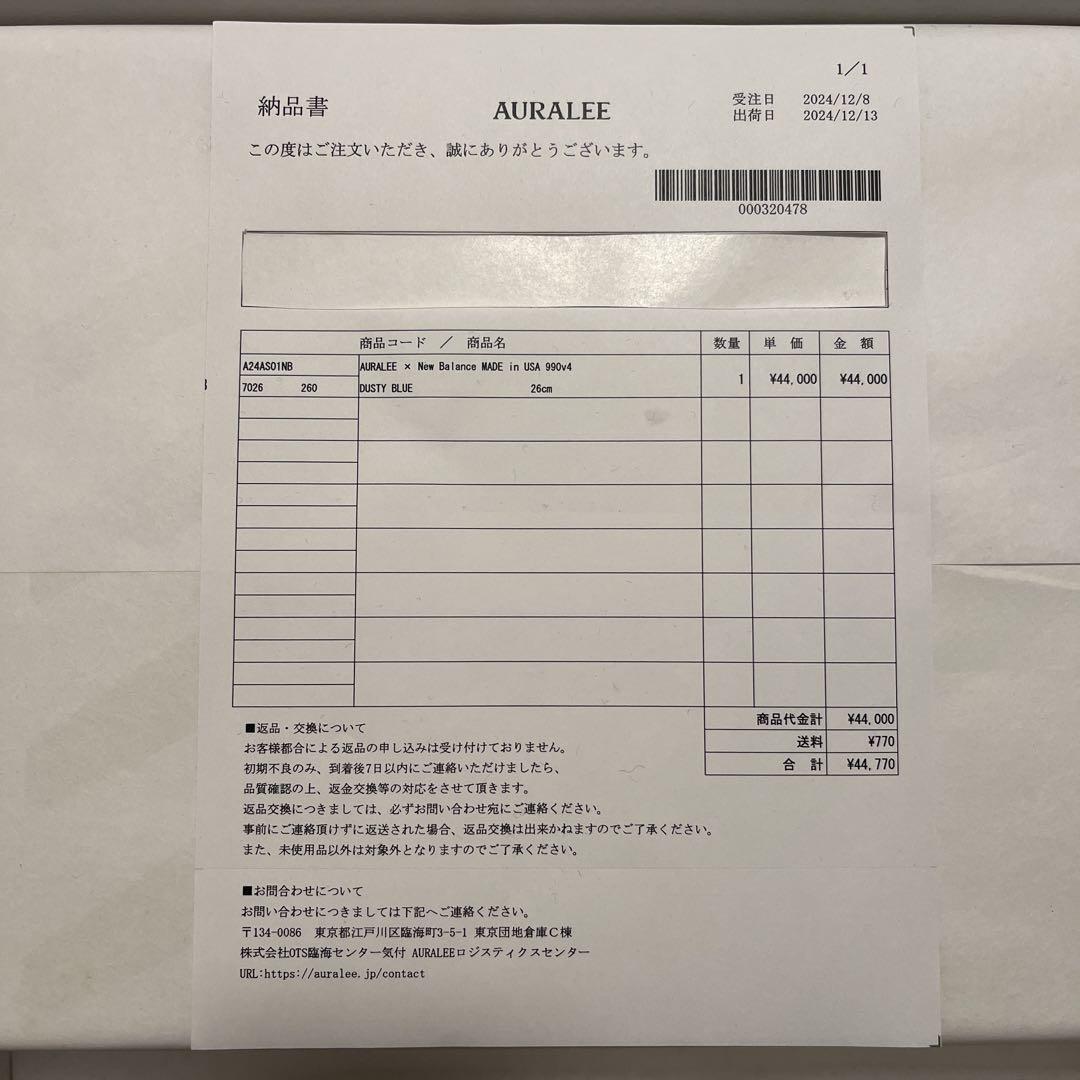 1／1
納品書
AURALEE
受注日 2024/12/8
出荷日 2024/12/13
この度はご注文いただき、誠にありがとうございます。
000320478
商品コード ／ 商品名 数量 単 価 金 額
A24AS01NB AURALEE × New Balance MADE in USA 990v4
7026 260 DUSTY BLUE 26cm 1 ¥44,000 ¥44,000
商品代金計 ¥44,000
送料 ¥770
合 計 ¥44,770
■返品・交換について
お客様都合による返品の申し込みは受け付けておりません。
初期不良のみ、到着後7日以内にご連絡いただけましたら、
品質確認の上、返金交換等の対応をさせて頂きます。
返品交換につきましては、必ずお問い合わせ宛にご連絡ください。
事前にご連絡頂けずに返送された場合、返品交換は出来かねますのでご了承ください。
また、未使用品以外は対象外となりますのでご了承ください。
■お問合わせについて
お問い合わせにつきましては下記へご連絡ください。
〒134-0086 東京都江戸川区臨海町3-5-1 東京団地倉庫C棟
株式会社OTS臨海センター気付 AURALEEロジスティクスセンター
URL:https://auralee.jp/contact